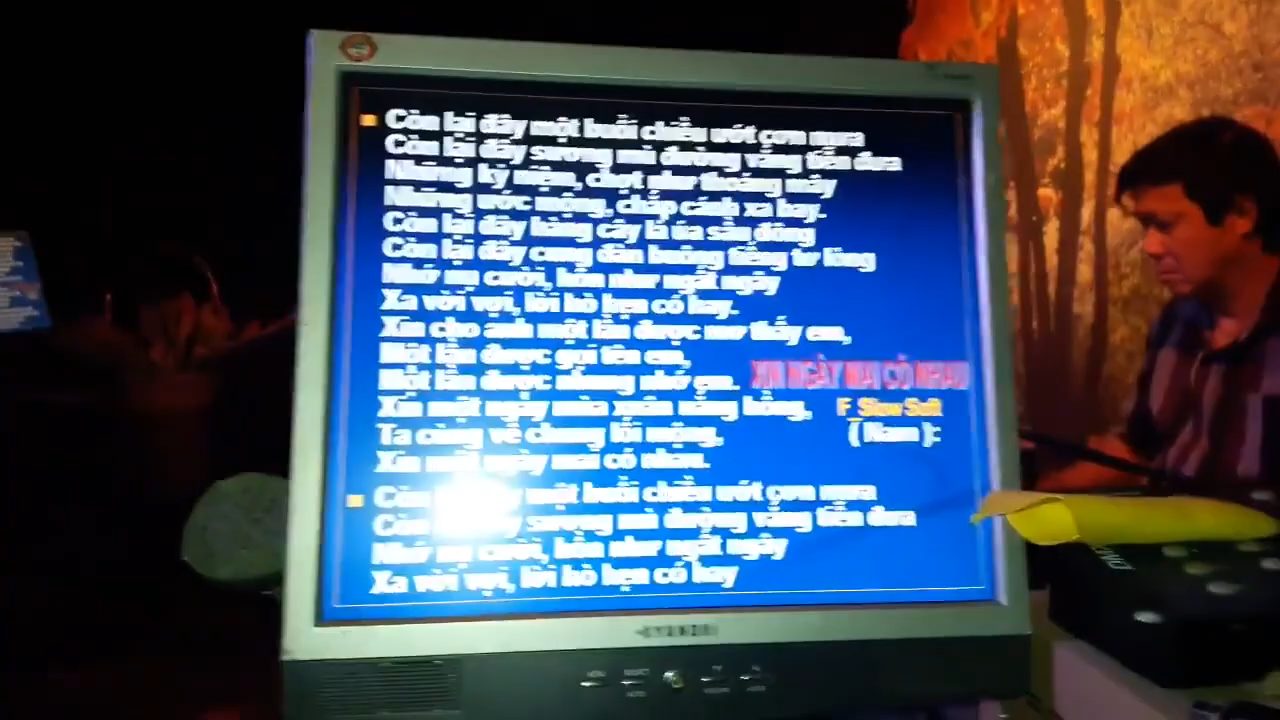 Còn lại đây một buổi chiều ướt cơn mưa
Còn lại đây sương mù đường vắng tiễn đưa
Những kỷ niệm, chợt như thoáng mây
Những ước mộng, chắp cánh xa bay.
Còn lại đây hàng cây lá úa sầu đông
Còn lại đây cung đàn buông tiếng tơ lòng
Nhớ nụ cười, hồn như ngất ngây
Xa vời vợi, lời hò hẹn có hay.
Xin cho anh một lần được mơ thấy em,
Một lần được gọi tên em,
Một lần được nhung nhớ em.
XIN NGÀY MAI CÓ NHAU
Xin một ngày mùa xuân nắng hồng,
F_Slow Soft
Ta cùng về chung lối mộng,
( Nam ):
Xin một ngày mai có nhau.
Còn một buổi chiều ướt cơn mưa
Còn sương mù đường vắng tiễn đưa
Nhớ nụ cười, hồn như ngất ngây
Xa vời vợi, lời hò hẹn có hay
HYUNDAI